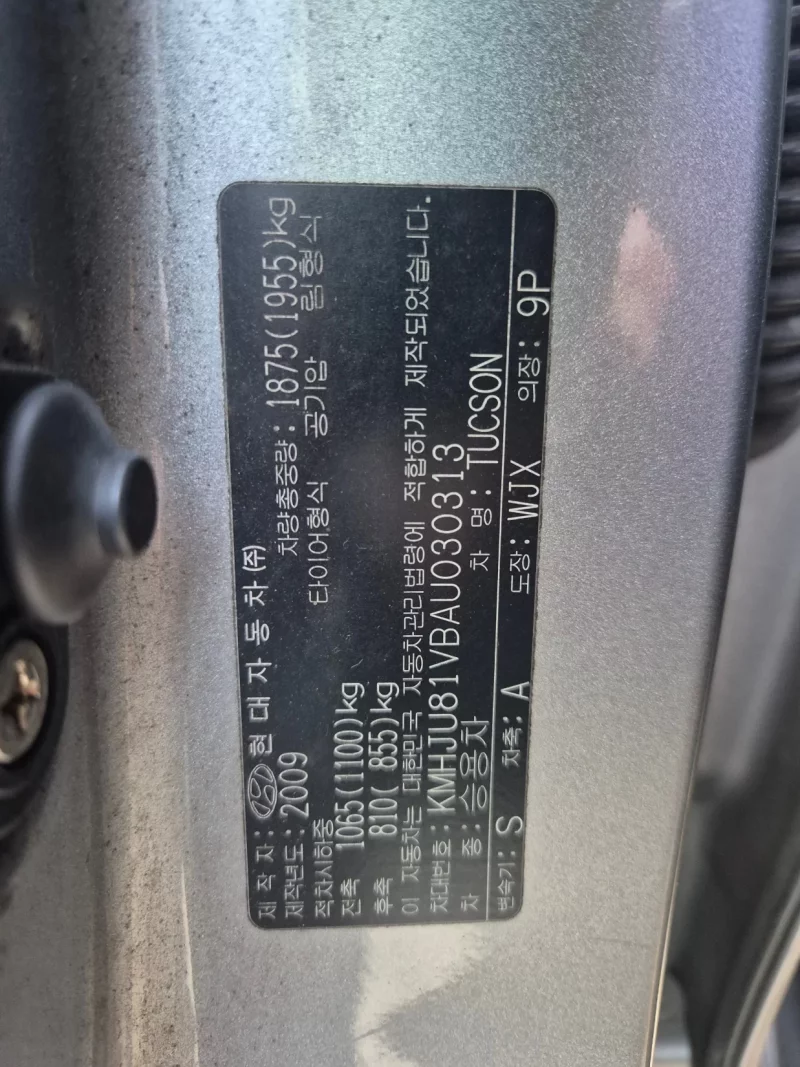 제 작 자 : 현 대 자 동 차 (주)
제작년도 : 2009 차량총중량 : 1875(1955)kg
적차시하중 타이어형식 공기압 림형식
전축 1065(1100)kg
후축 810( 855)kg
이 자동차는 대한민국 자동차관리법령에 적합하게 제작되었습니다.
차대번호 : KMHJU81VBAU030313
차 종 : 승용차 차 명 : TUCSON
변속기 : S 차축 : A 도장 : WJX 의장 : 9P